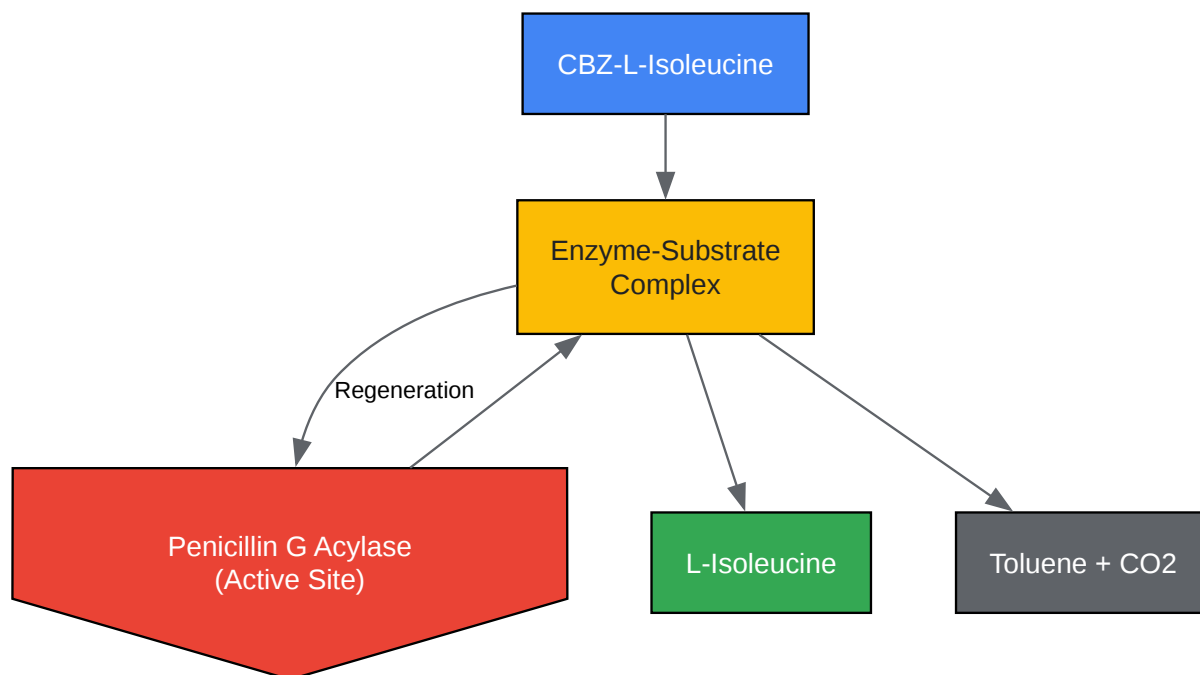 CBZ-L-Isoleucine
Enzyme-Substrate
Complex
Regeneration
Penicillin G Acylase
(Active Site)
L-Isoleucine
Toluene + CO2